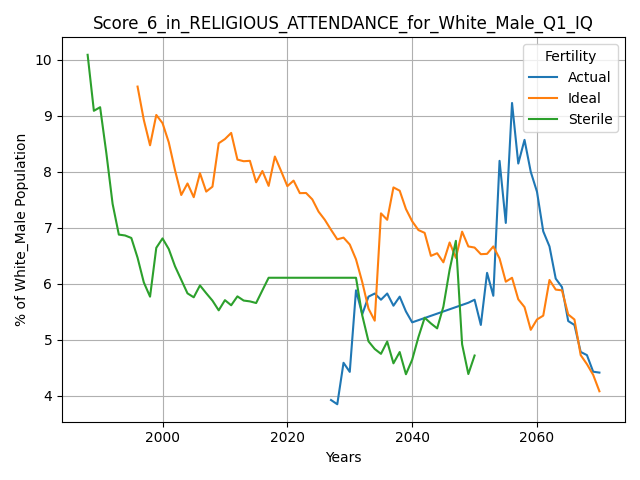 Score_6_in_RELIGIOUS_ATTENDANCE_for_White_Male_Q1_IQ
Fertility
Actual
Ideal
Sterile
% of White_Male Population
10
9
8
7
6
5
4
2000
2020
2040
2060
Years